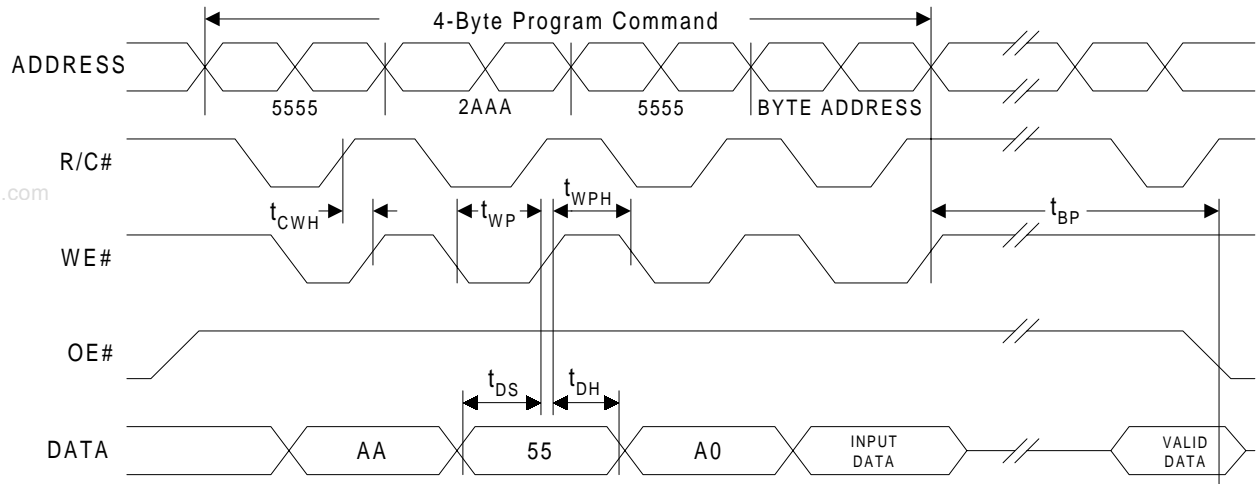 4-Byte Program Command
ADDRESS
5555 2AAA 5555 BYTE ADDRESS
R/C#
.com
tCWH tWP tWPH tBP
WE#
OE#
tDS tDH
DATA AA 55 A0 INPUT DATA VALID DATA